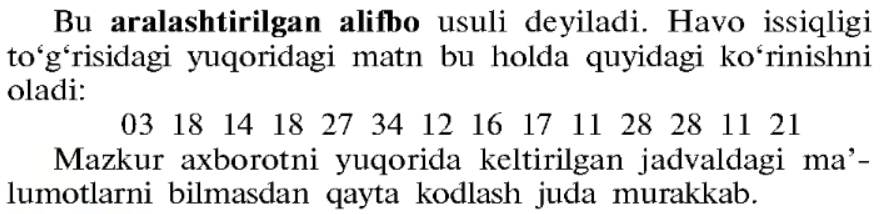 Bu aralashtirilgan alifbo usuli deyiladi. Havo issiqligi
to‘g‘risidagi yuqoridagi matn bu holda quyidagi ko‘rinishni
oladi:
03 18 14 18 27 34 12 16 17 11 28 28 11 21
Mazkur axborotni yuqorida keltirilgan jadvaldagi ma’-
lumotlarni bilmasdan qayta kodlash juda murakkab.